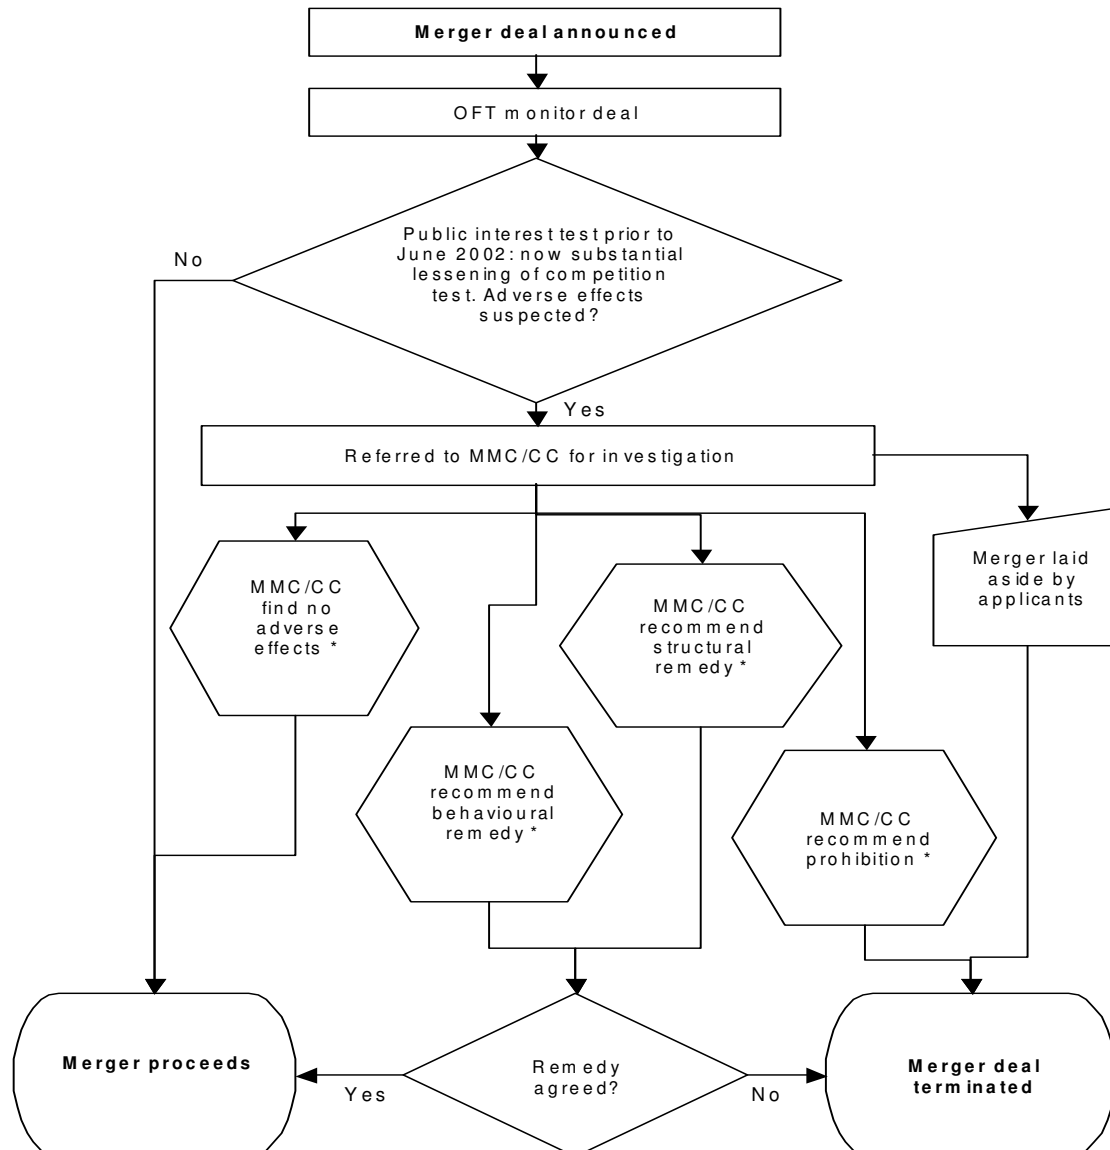 Merger deal announced
OFT monitor deal
Public interest test prior to
June 2002: now substantial
lessening of competition
test. Adverse effects
suspected?
No
Yes
Referred to MMC/CC for investigation
MMC/CC
find no
adverse
effects *
MMC/CC
recommend
structural
remedy *
Merger laid
aside by
applicants
MMC/CC
recommend
behavioural
remedy *
MMC/CC
recommend
prohibition *
Merger proceeds
Yes
Remedy
agreed?
No
Merger deal
terminated